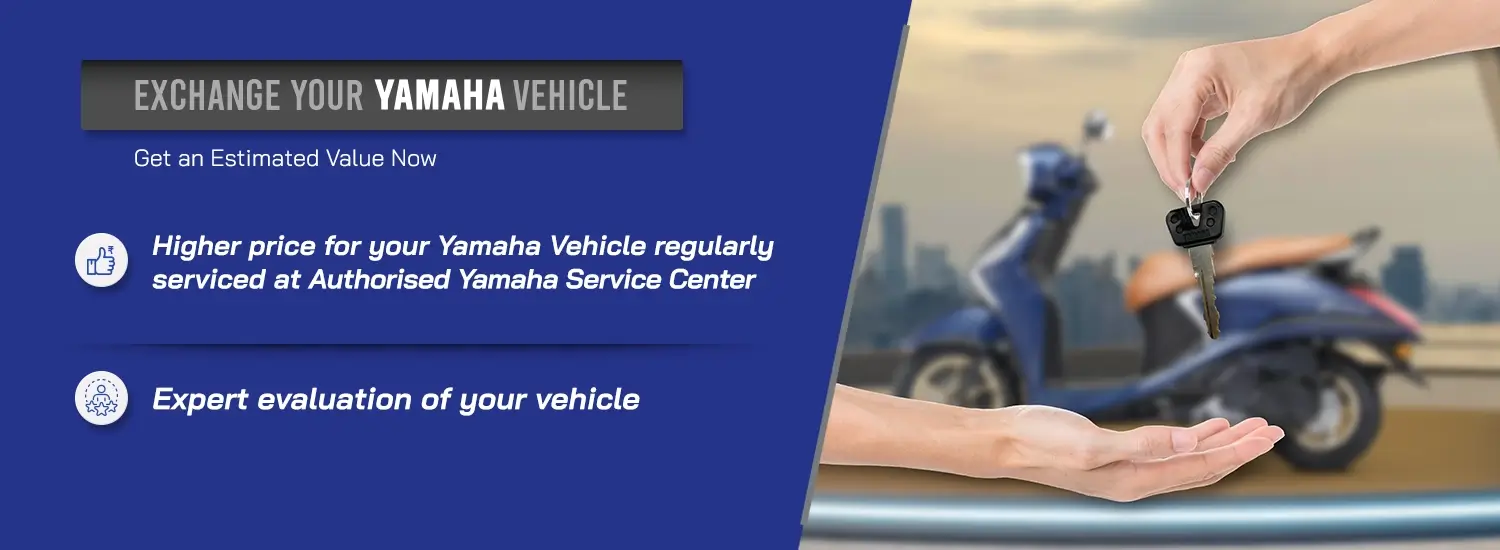 EXCHANGE YOUR YAMAHA VEHICLE
Get an Estimated Value Now
₹
Higher price for your Yamaha Vehicle regularly
serviced at Authorised Yamaha Service Center
Expert evaluation of your vehicle